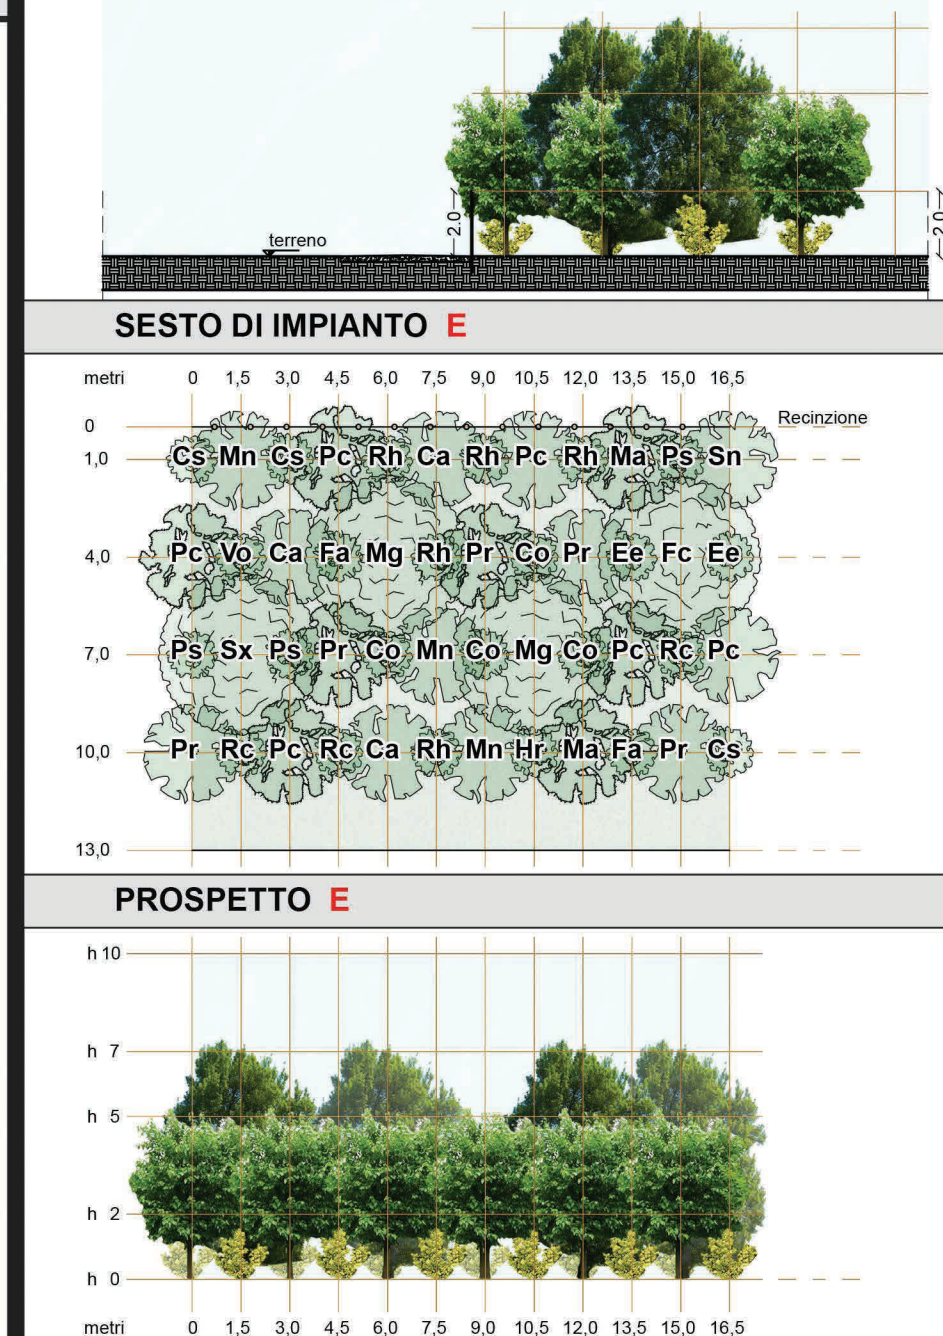 2.0
2.0
terreno
SESTO DI IMPIANTO E
metri 0 1,5 3,0 4,5 6,0 7,5 9,0 10,5 12,0 13,5 15,0 16,5
0 Recinzione
1,0 Cs Mn Cs Pc Rh Ca Rh Pc Rh Ma Ps Sn
4,0 Pc Vo Ca Fa Mg Rh Pr Co Pr Ee Fc Ee
7,0 Ps Sx Ps Pr Co Mn Co Mg Co Pc Rc Pc
10,0 Pr Rc Pc Rc Ca Rh Mn Hr Ma Fa Pr Cs
13,0
PROSPETTO E
h 10
h 7
h 5
h 2
h 0
metri 0 1,5 3,0 4,5 6,0 7,5 9,0 10,5 12,0 13,5 15,0 16,5